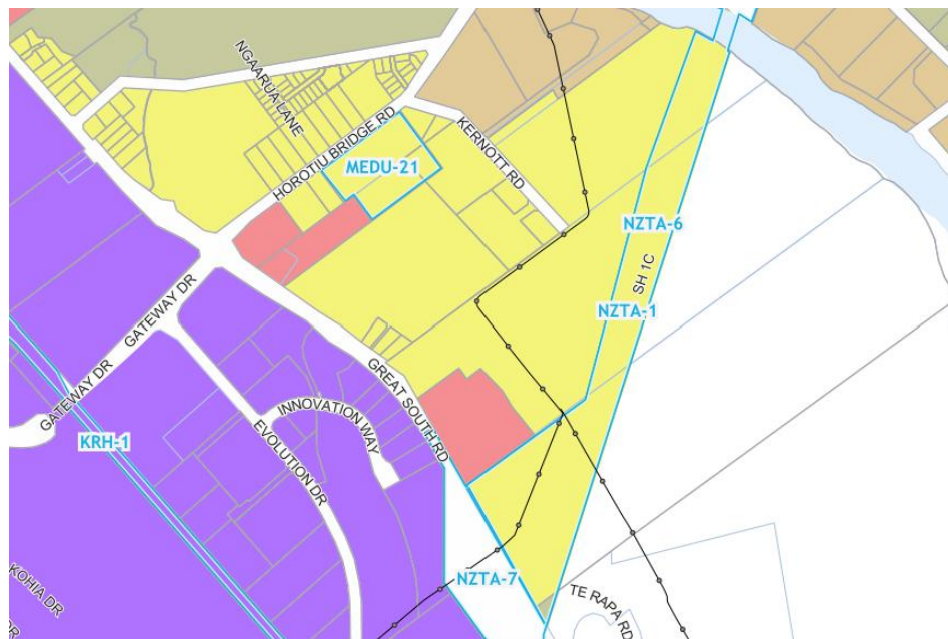 NGAARUA LANE
HOROTIU BRIDGE RD
KERNOTT RD
MEDU-21
NZTA-6
SH 1C
NZTA-1
GATEWAY DR
GATEWAY DR
GREAT SOUTH RD
INNOVATION WAY
EVOLUTION DR
KRH-1
NZTA-7
KOHIA DR
DR
TE RAPA RD